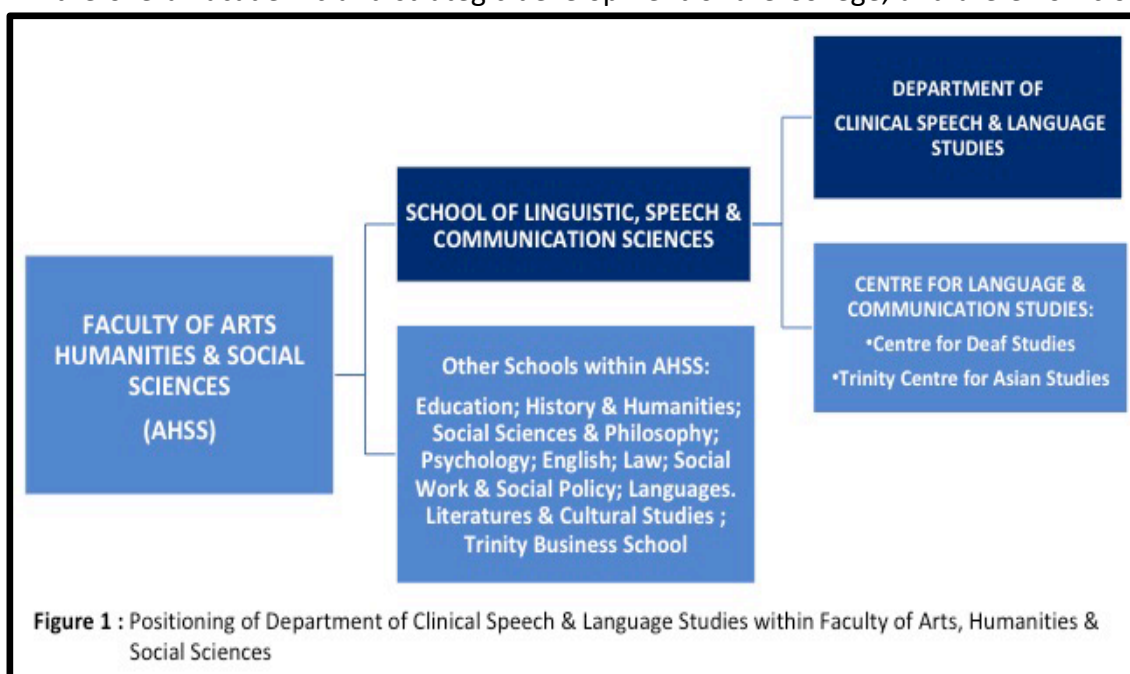 FACULTY OF ARTS
HUMANITIES & SOCIAL
SCIENCES
(AHSS)
SCHOOL OF LINGUISTIC, SPEECH &
COMMUNICATION SCIENCES
Other Schools within AHSS:
Education; History & Humanities;
Social Sciences & Philosophy;
Psychology; English; Law; Social
Work & Social Policy; Languages.
Literatures & Cultural Studies ;
Trinity Business School
DEPARTMENT OF
CLINICAL SPEECH & LANGUAGE
STUDIES
CENTRE FOR LANGUAGE &
COMMUNICATION STUDIES:
•Centre for Deaf Studies
•Trinity Centre for Asian Studies
Figure 1 : Positioning of Department of Clinical Speech & Language Studies within Faculty of Arts, Humanities &
Social Sciences